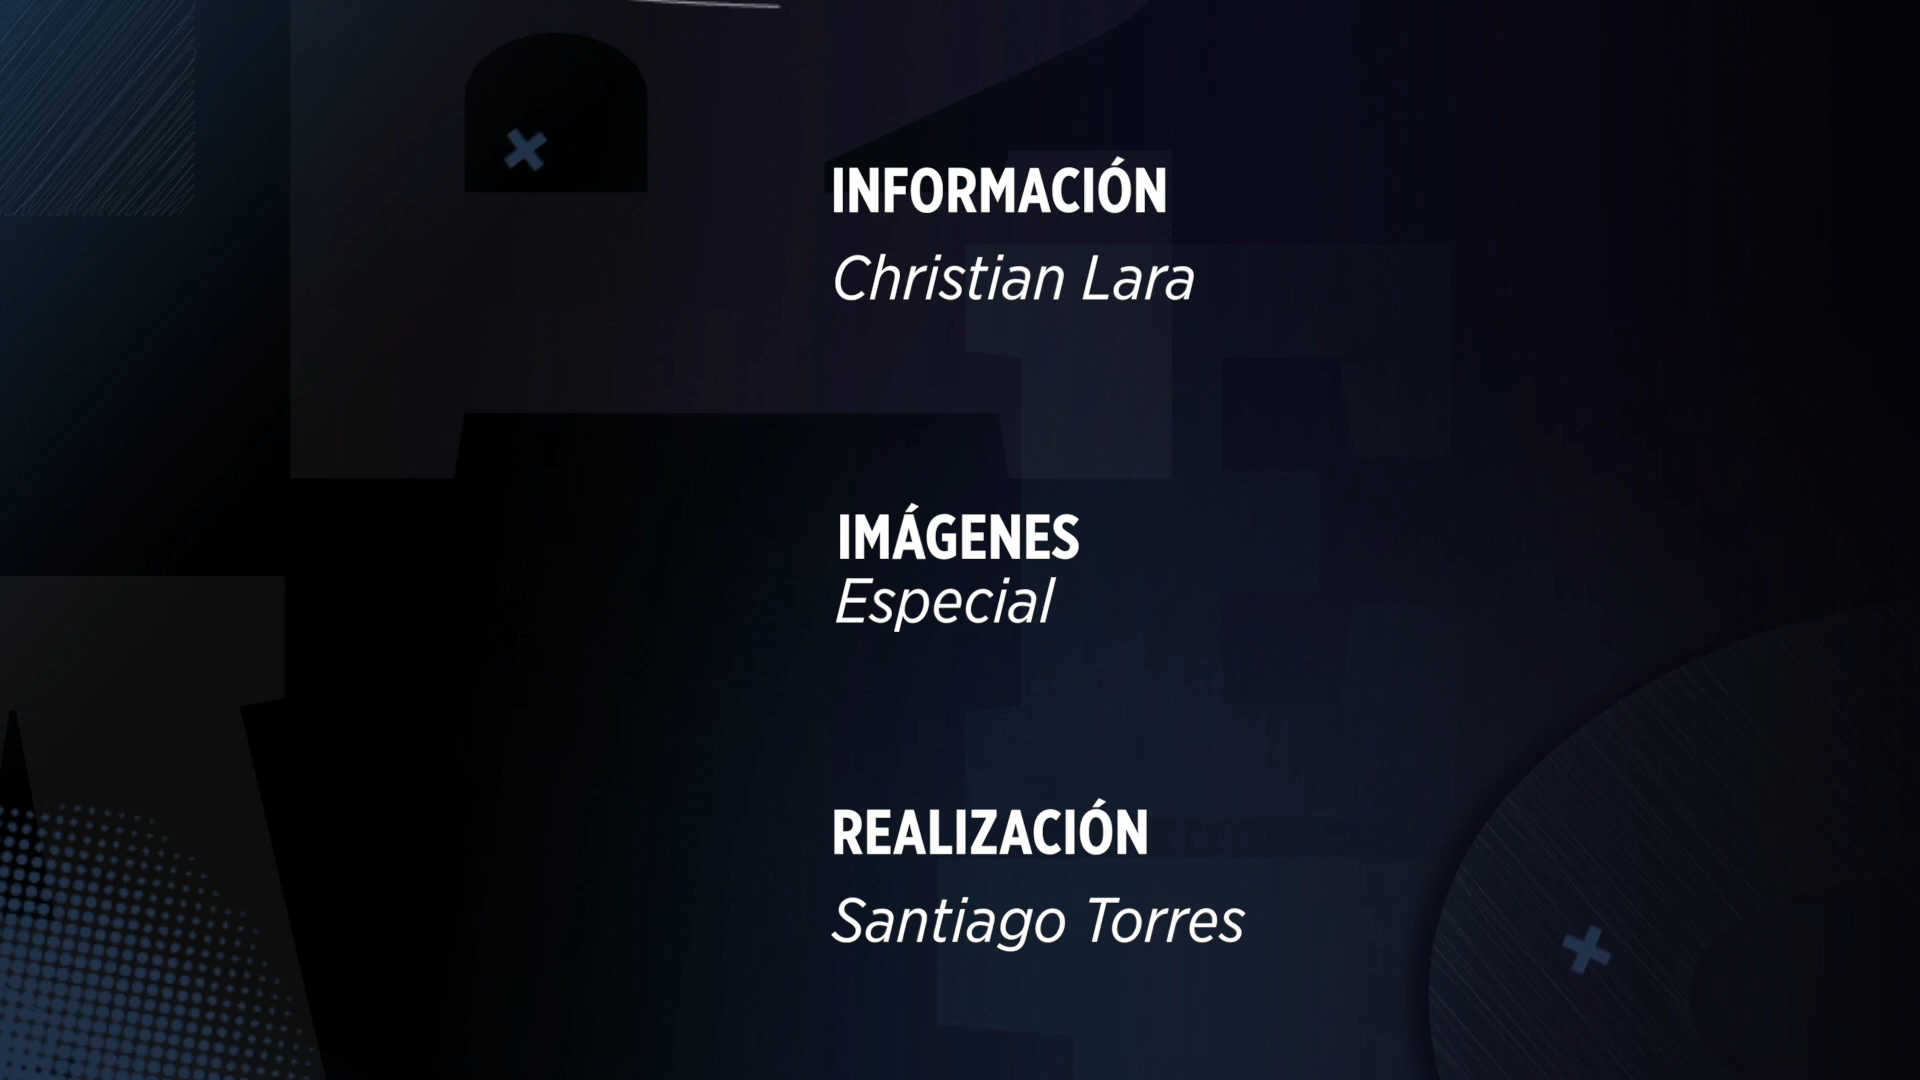 INFORMACIÓN
Christian Lara
IMÁGENES
Especial
REALIZACIÓN
Santiago Torres